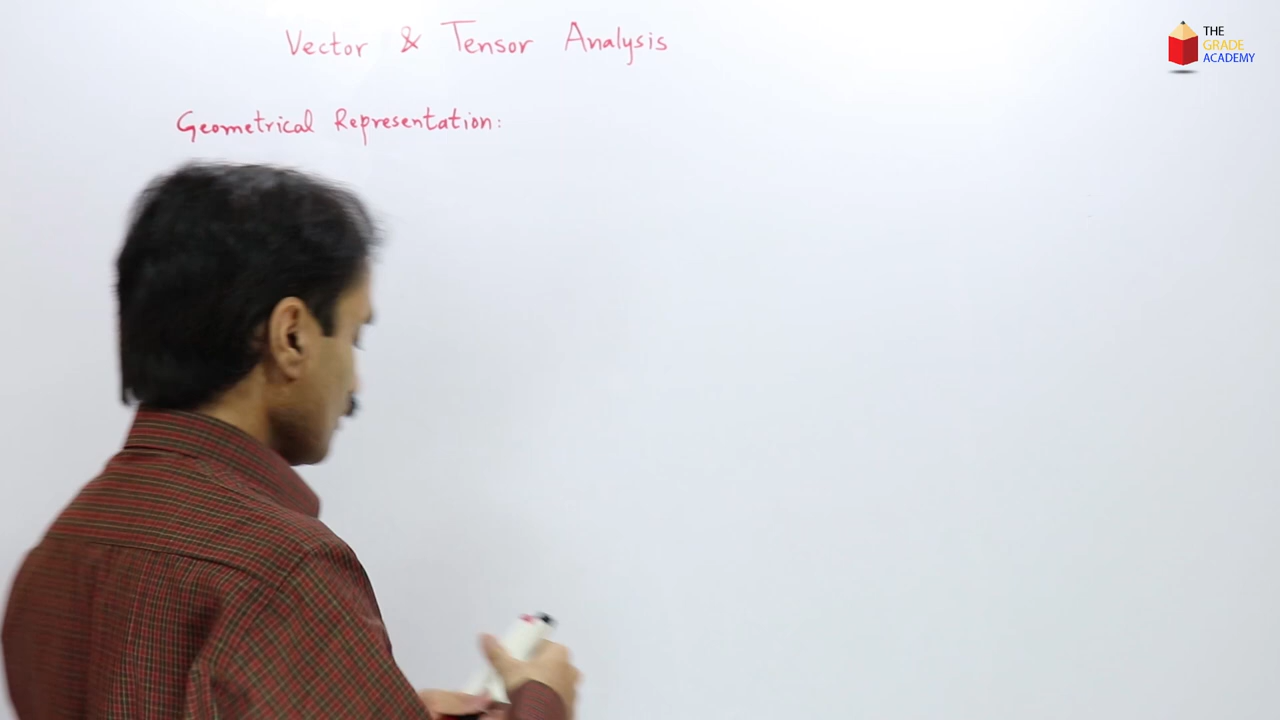 Vector & Tensor Analysis
THE
GRADE
ACADEMY
Geometrical Representation: